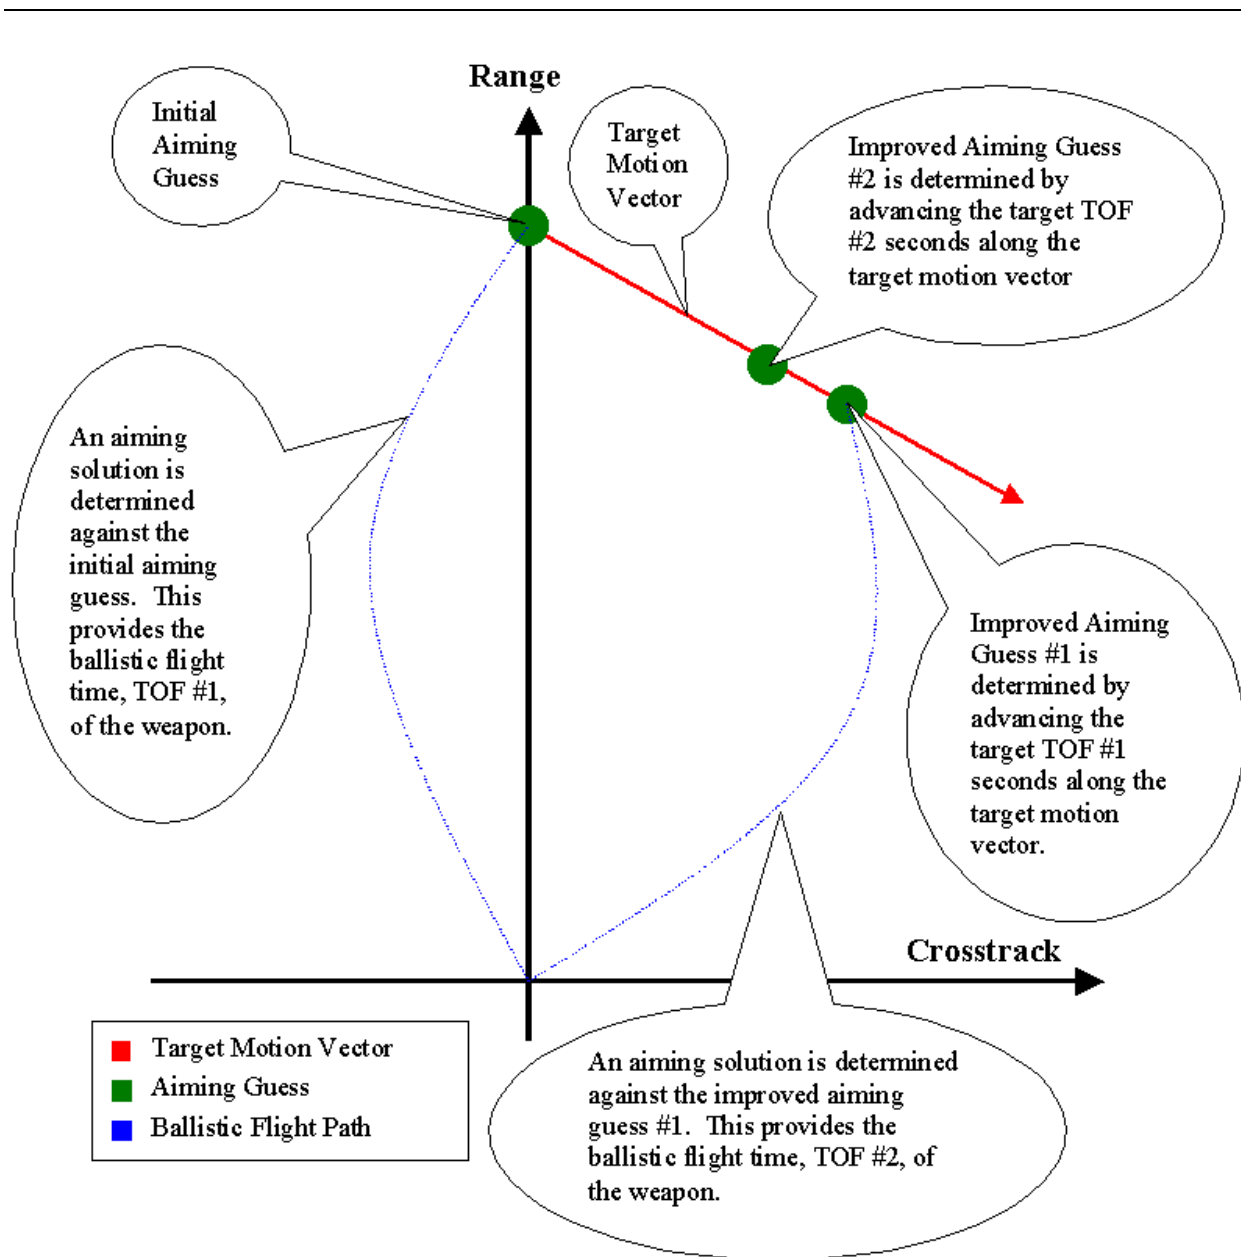 Range
Initial
Aiming
Guess
Target
Motion
Vector
Improved Aiming Guess
#2 is determined by
advancing the target TOF
#2 seconds along the
target motion vector
An aiming
solution is
determined
against the
initial aiming
guess.  This
provides the
ballistic flight
time, TOF #1,
of the weapon.
Improved Aiming
Guess #1 is
determined by
advancing the
target TOF #1
seconds along the
target motion
vector.
Crosstrack
Target Motion Vector
Aiming Guess
Ballistic Flight Path
An aiming solution is determined
against the improved aiming
guess #1.  This provides the
ballistic flight time, TOF #2, of
the weapon.